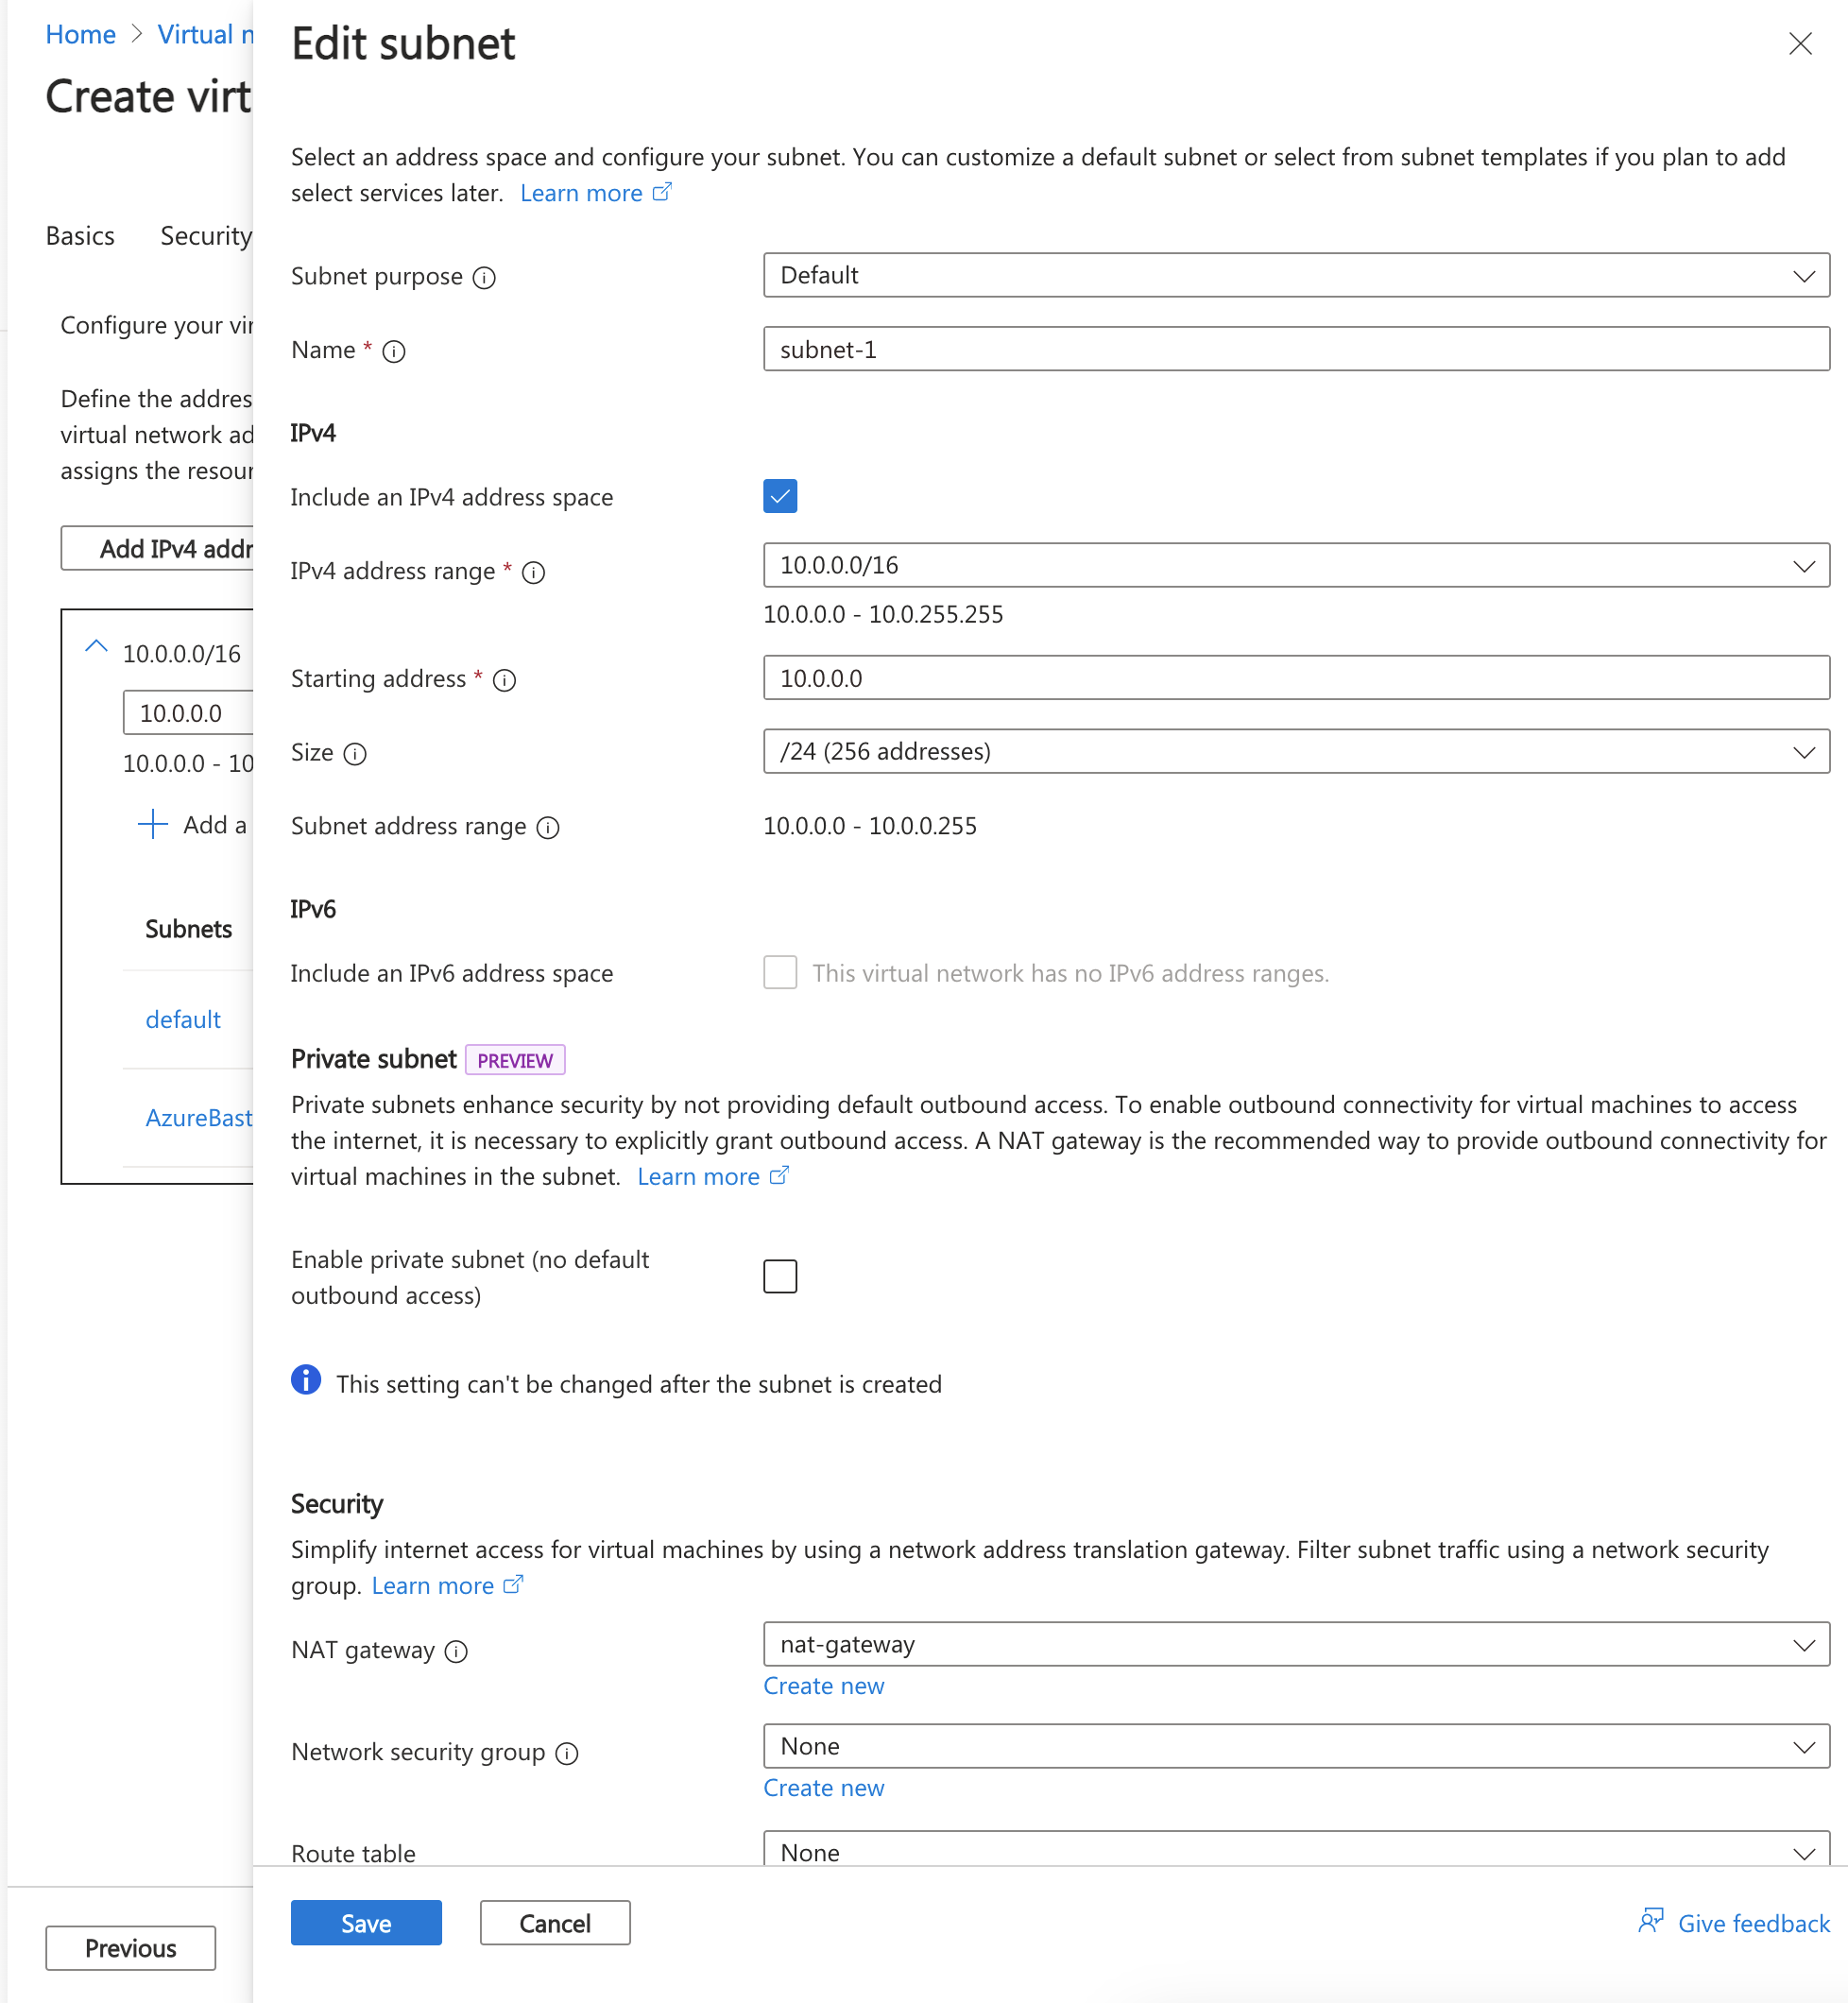 Home > Virtual n
Create virt
Basics Security
Configure your vir
Define the addres
virtual network ad
assigns the resour
Add IPv4 addr
10.0.0.0/16
10.0.0.0
10.0.0.0 - 10
Add a
Subnets
default
AzureBast
Previous
Edit subnet
Select an address space and configure your subnet. You can customize a default subnet or select from subnet templates if you plan to add
select services later. Learn more
Subnet purpose Default
Name * subnet-1
IPv4
Include an IPv4 address space
IPv4 address range * 10.0.0.0/16
10.0.0.0 - 10.0.255.255
Starting address * 10.0.0.0
Size /24 (256 addresses)
Subnet address range 10.0.0.0 - 10.0.0.255
IPv6
Include an IPv6 address space This virtual network has no IPv6 address ranges.
Private subnet PREVIEW
Private subnets enhance security by not providing default outbound access. To enable outbound connectivity for virtual machines to access
the internet, it is necessary to explicitly grant outbound access. A NAT gateway is the recommended way to provide outbound connectivity for
virtual machines in the subnet. Learn more
Enable private subnet (no default
outbound access)
This setting can't be changed after the subnet is created
Security
Simplify internet access for virtual machines by using a network address translation gateway. Filter subnet traffic using a network security
group. Learn more
NAT gateway nat-gateway
Create new
Network security group None
Create new
Route table None
Save Cancel Give feedback